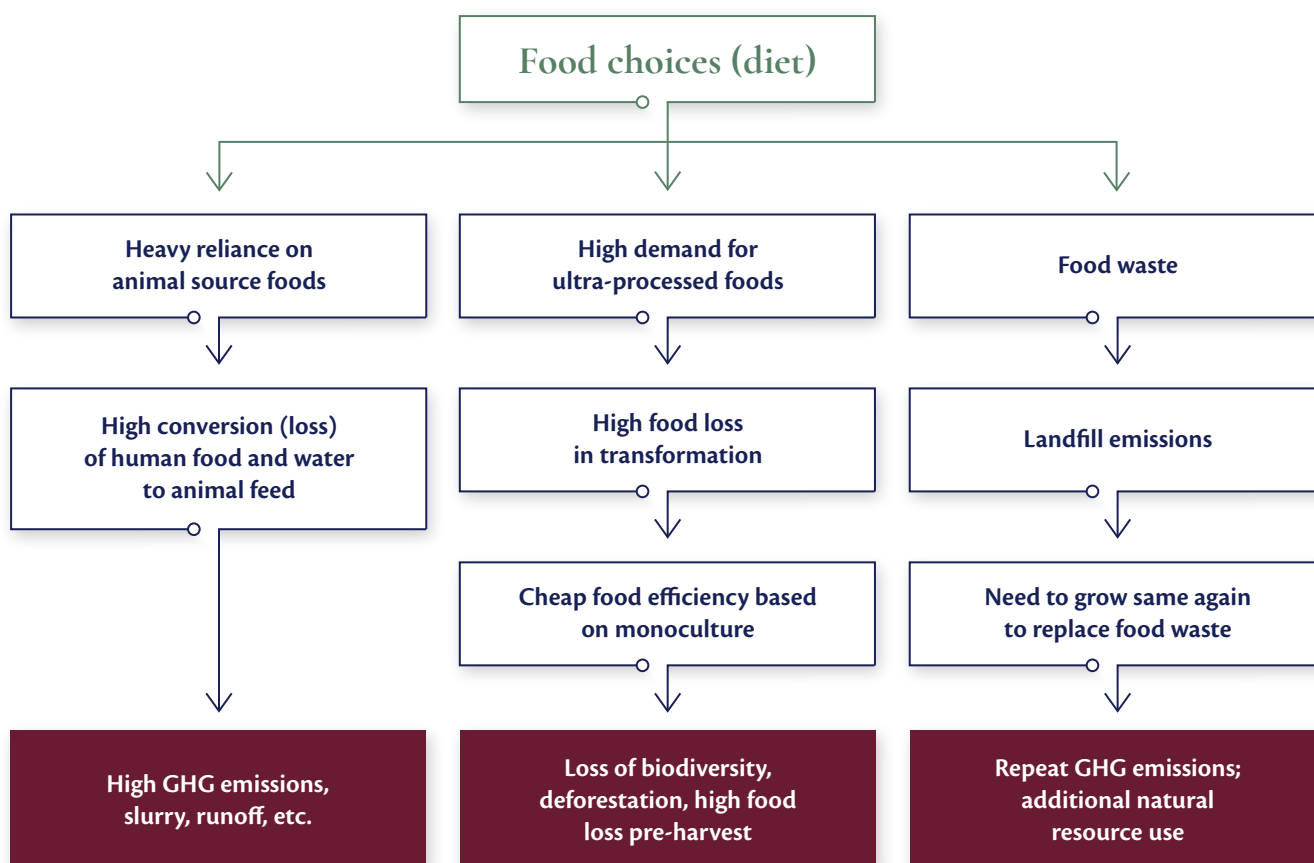 Food choices (diet)
Heavy reliance on
animal source foods
High demand for
ultra-processed foods
Food waste
High conversion (loss)
of human food and water
to animal feed
High food loss
in transformation
Landfill emissions
Cheap food efficiency based
on monoculture
Need to grow same again
to replace food waste
High GHG emissions,
slurry, runoff, etc.
Loss of biodiversity,
deforestation, high food
loss pre-harvest
Repeat GHG emissions;
additional natural
resource use